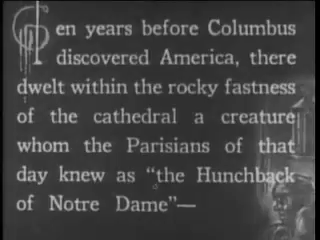 Ten years before Columbus
discovered America, there
dwelt within the rocky fastness
of the cathedral a creature
whom the Parisians of that
day knew as "the Hunchback
of Notre Dame"—